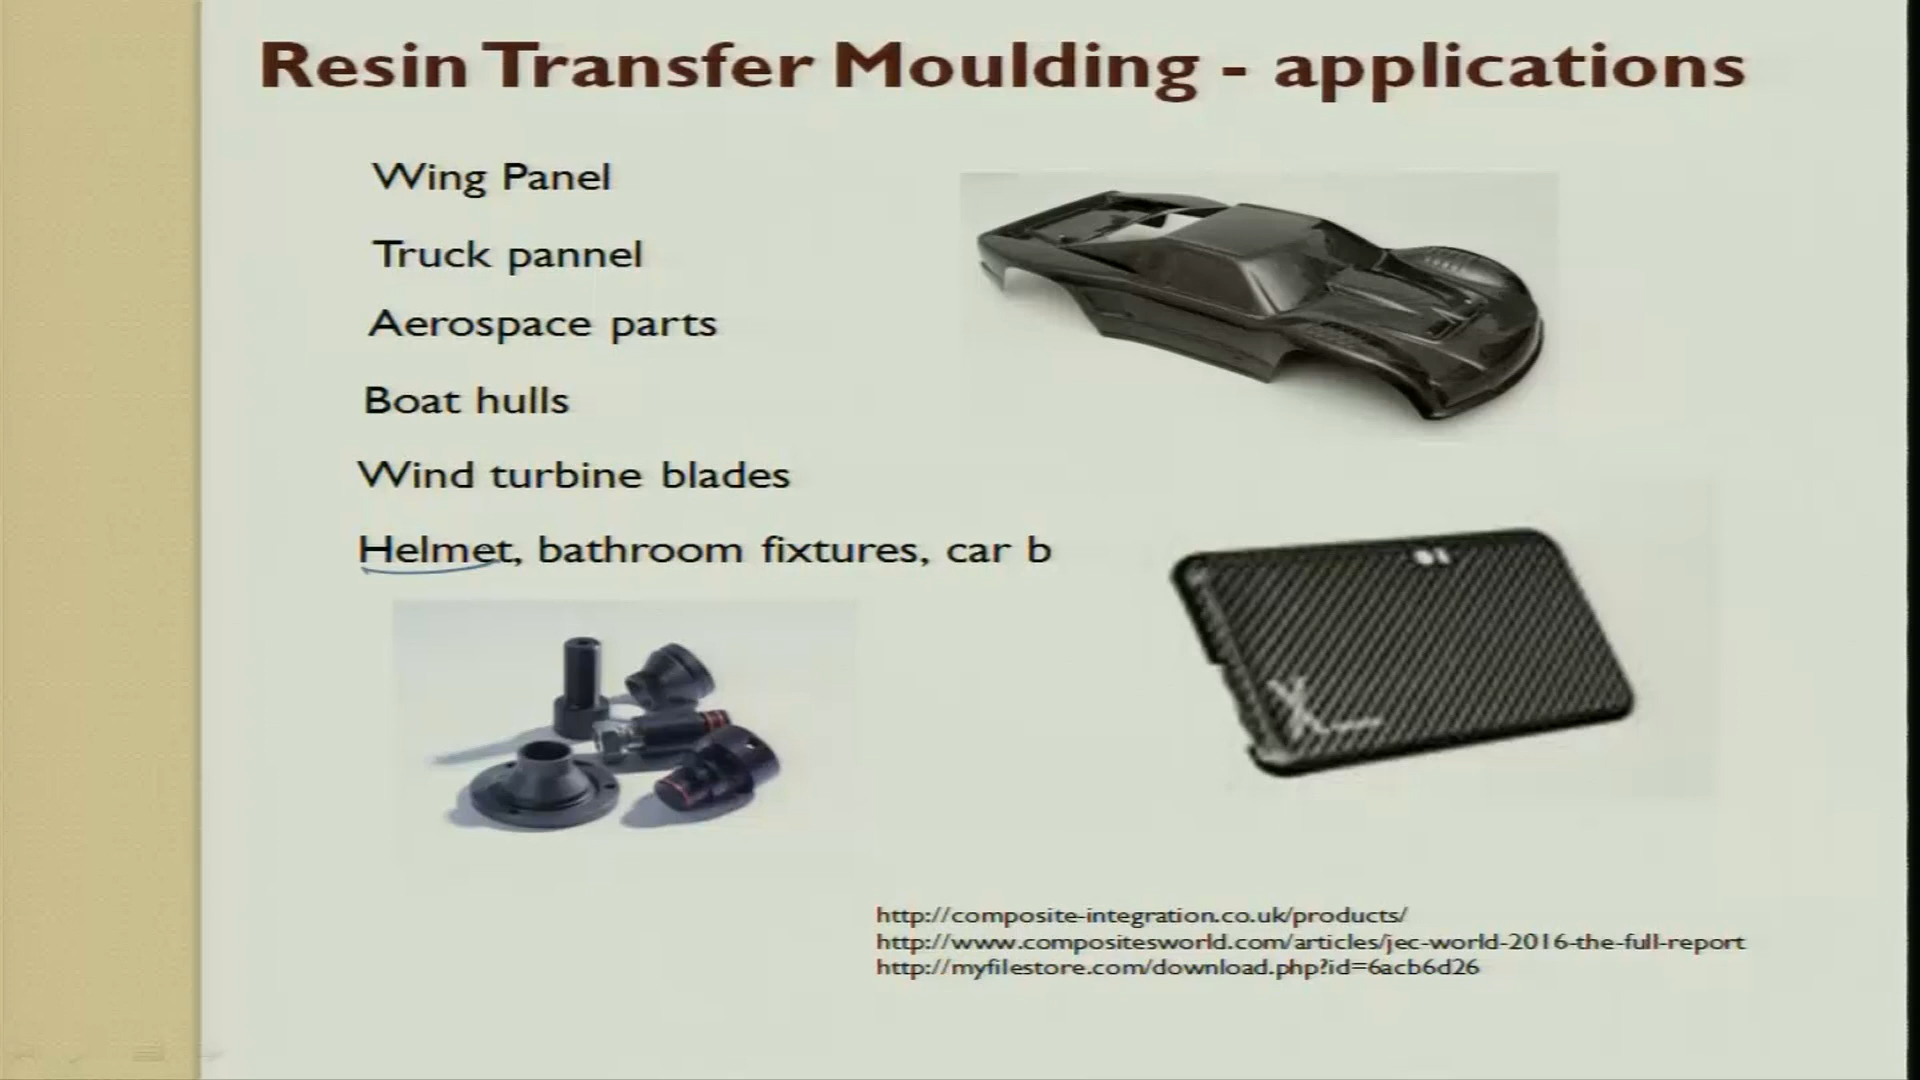 Resin Transfer Moulding - applications
Wing Panel
Truck pannel
Aerospace parts
Boat hulls
Wind turbine blades
Helmet, bathroom fixtures, car b
http://composite-integration.co.uk/products/
http://www.compositesworld.com/articles/jec-world-2016-the-full-report
http://myfilestore.com/download.php?id=6acb6d26